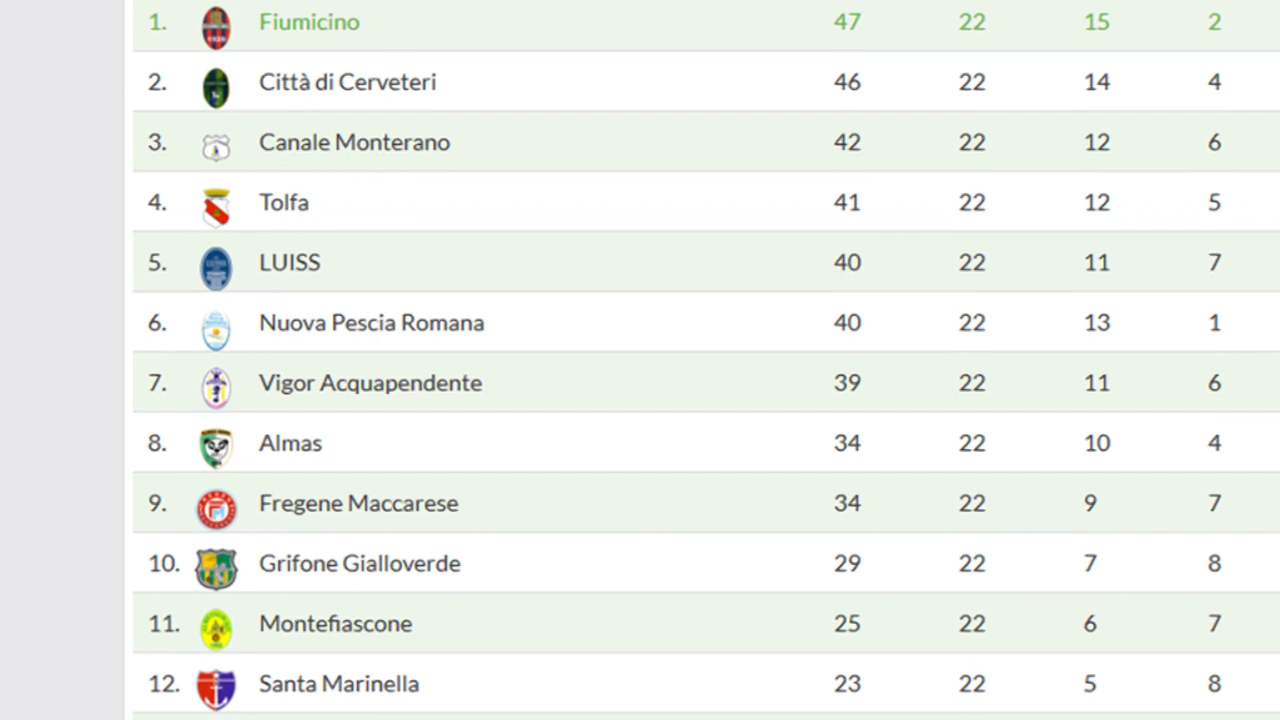 1. Fiumicino 47 22 15 2
2. Città di Cerveteri 46 22 14 4
3. Canale Monterano 42 22 12 6
4. Tolfa 41 22 12 5
5. LUISS 40 22 11 7
6. Nuova Pescia Romana 40 22 13 1
7. Vigor Acquapendente 39 22 11 6
8. Almas 34 22 10 4
9. Fregene Maccarese 34 22 9 7
10. Grifone Gialloverde 29 22 7 8
11. Montefiascone 25 22 6 7
12. Santa Marinella 23 22 5 8